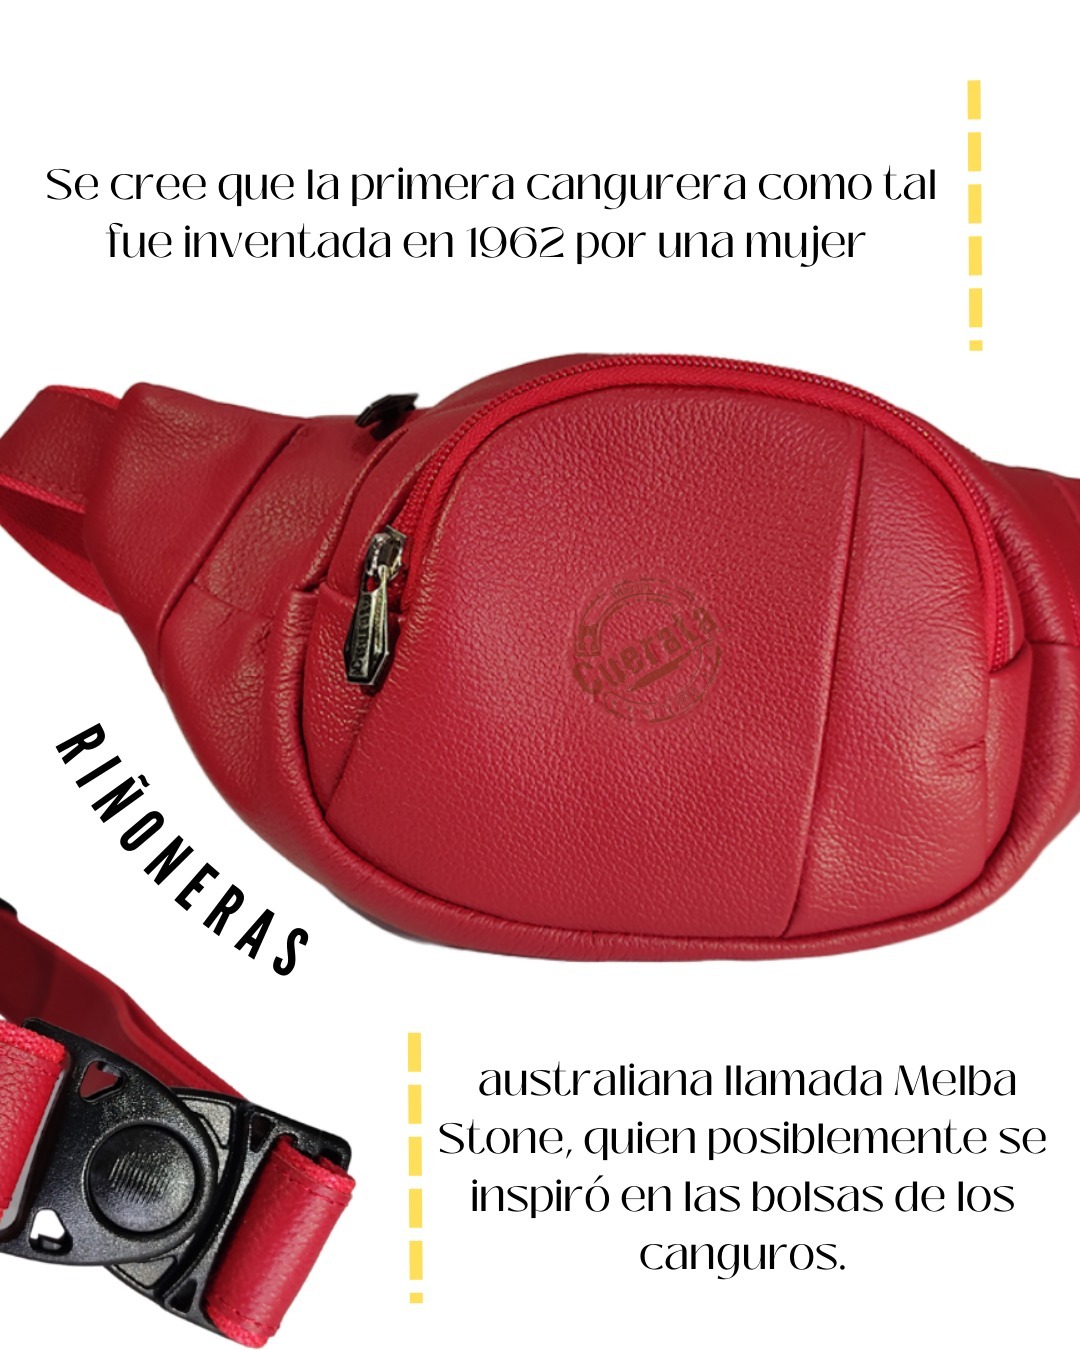 Se cree que la primera cangurera como tal
fue inventada en 1962 por una mujer
Cuerata
RIÑONERAS
australiana llamada Melba
Stone, quien posiblemente se
inspiró en las bolsas de los
canguros.